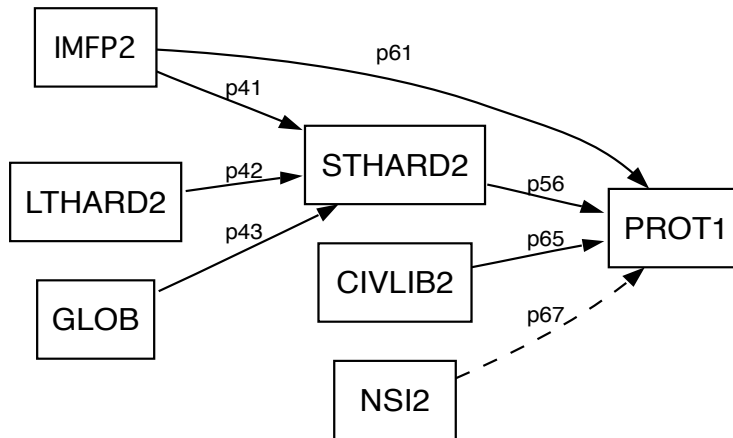 IMFP2
p61
p41
STHARD2
LTHARD2
p42
p56
PROT1
p43
p65
CIVLIB2
GLOB
p67
NSI2